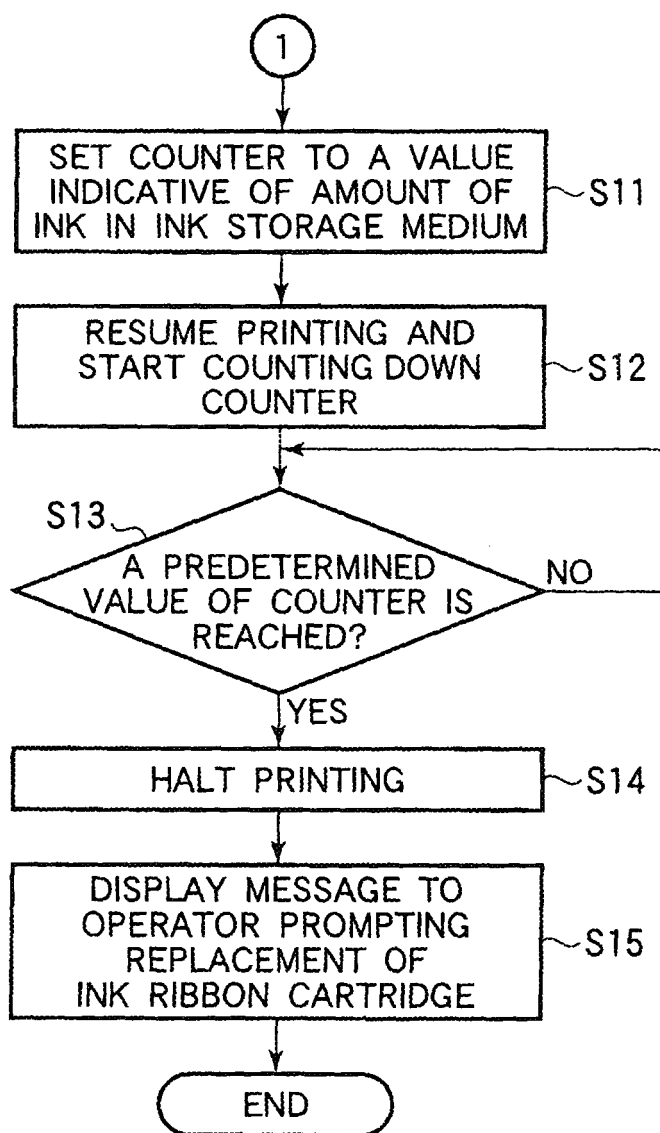 1
SET COUNTER TO A VALUE
INDICATIVE OF AMOUNT OF
INK IN INK STORAGE MEDIUM
S11
RESUME PRINTING AND
START COUNTING DOWN
COUNTER
S12
S13
A PREDETERMINED
VALUE OF COUNTER IS
REACHED?
NO
YES
HALT PRINTING
S14
DISPLAY MESSAGE TO
OPERATOR PROMPTING
REPLACEMENT OF
INK RIBBON CARTRIDGE
S15
END